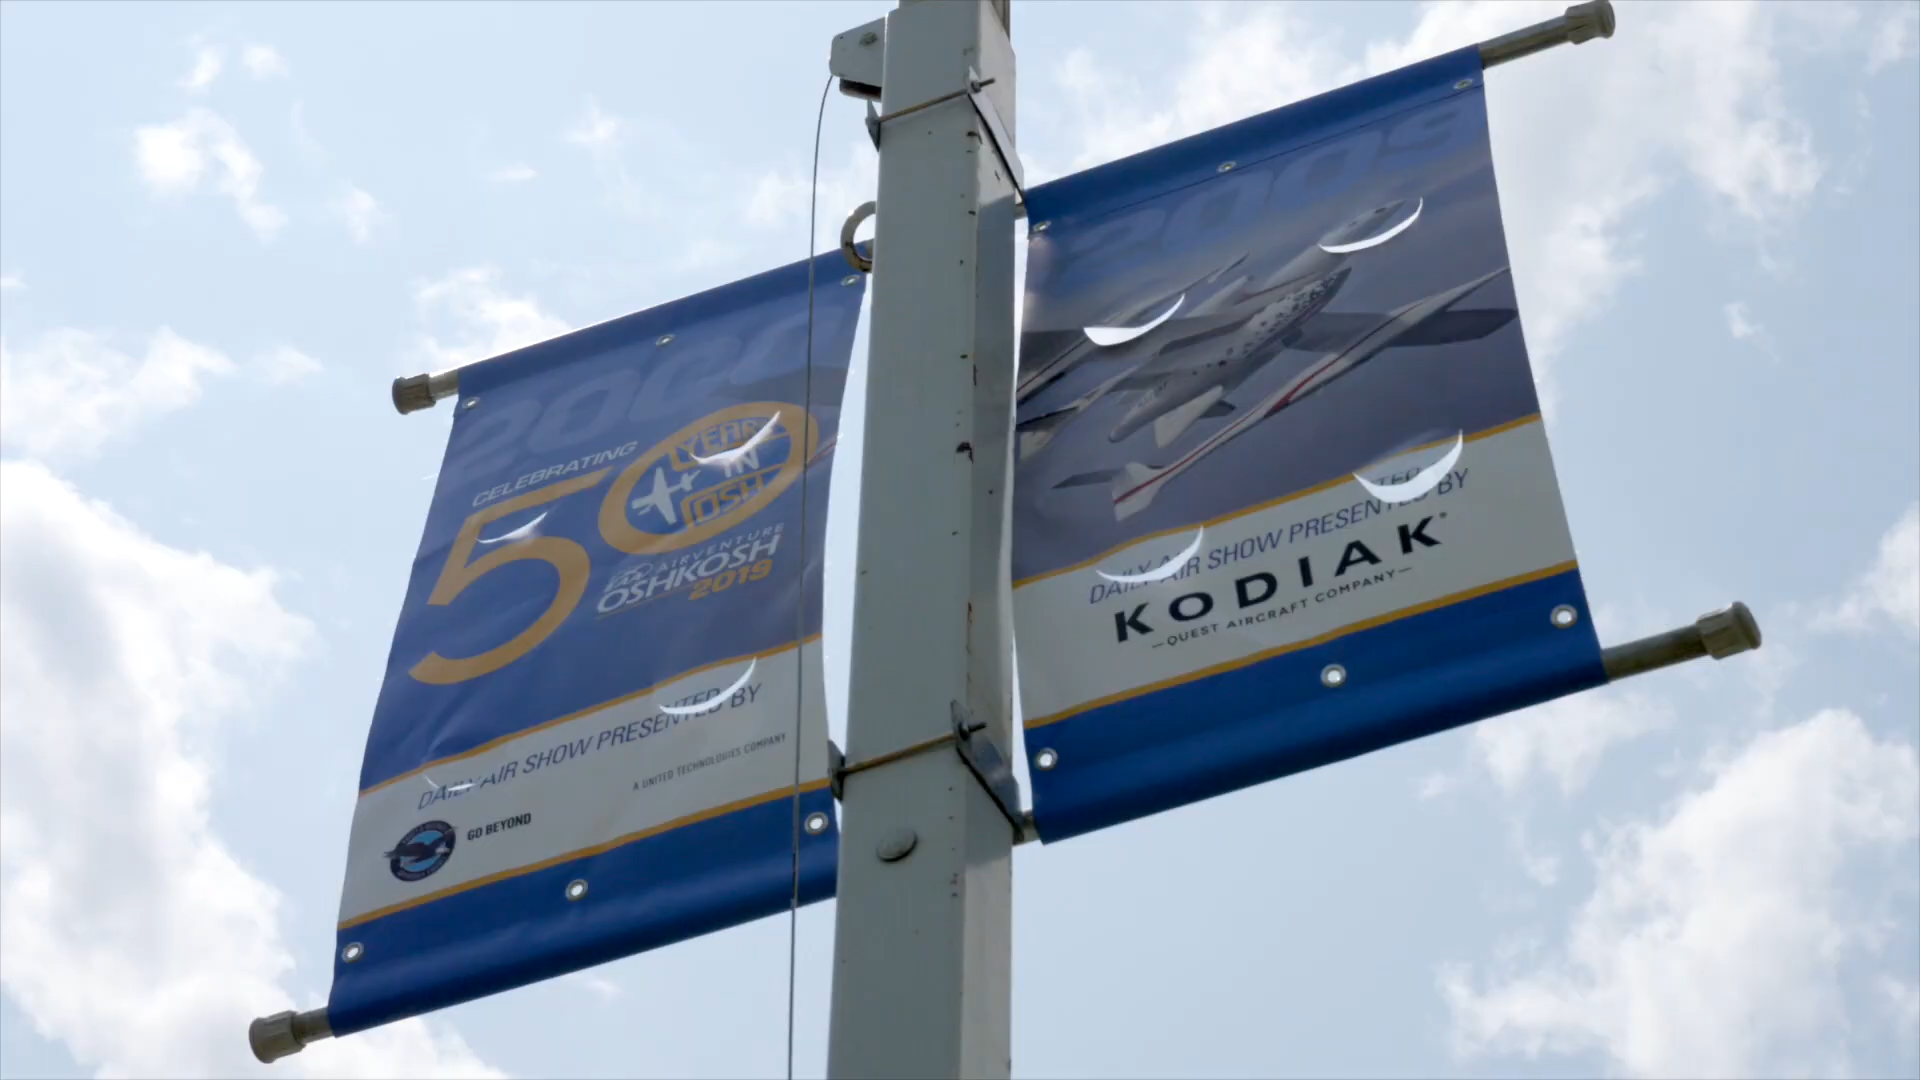 CELEBRATING
50
YEARS
IN
OSH
EAA AIRVENTURE
OSHKOSH
2019
DAILY AIR SHOW PRESENTED BY
A UNITED TECHNOLOGIES COMPANY
GO BEYOND
2009
DAILY AIR SHOW PRESENTED BY
KODIAK
—QUEST AIRCRAFT COMPANY—